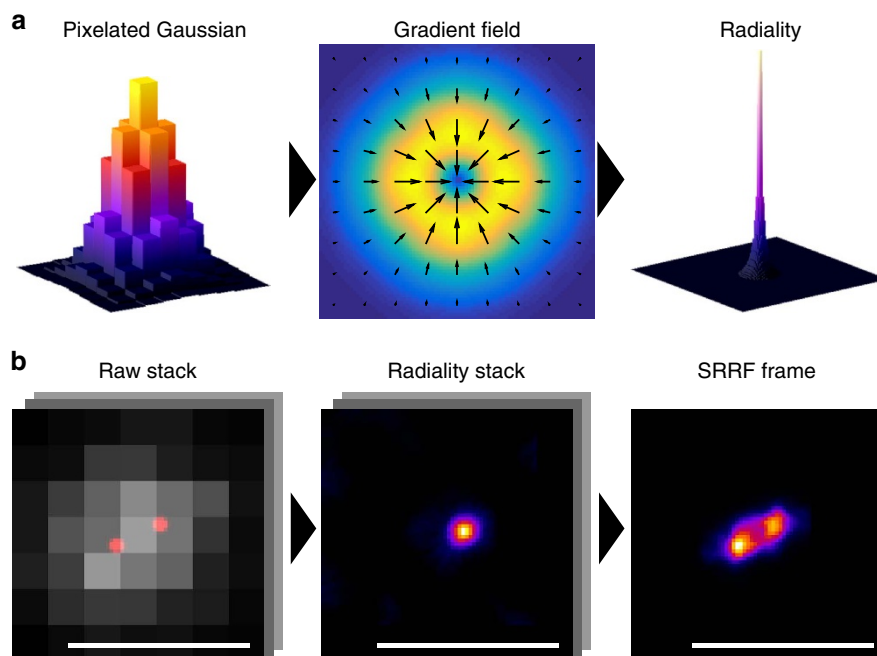 a
Pixelated Gaussian
Gradient field
Radiality
b
Raw stack
Radiality stack
SRRF frame